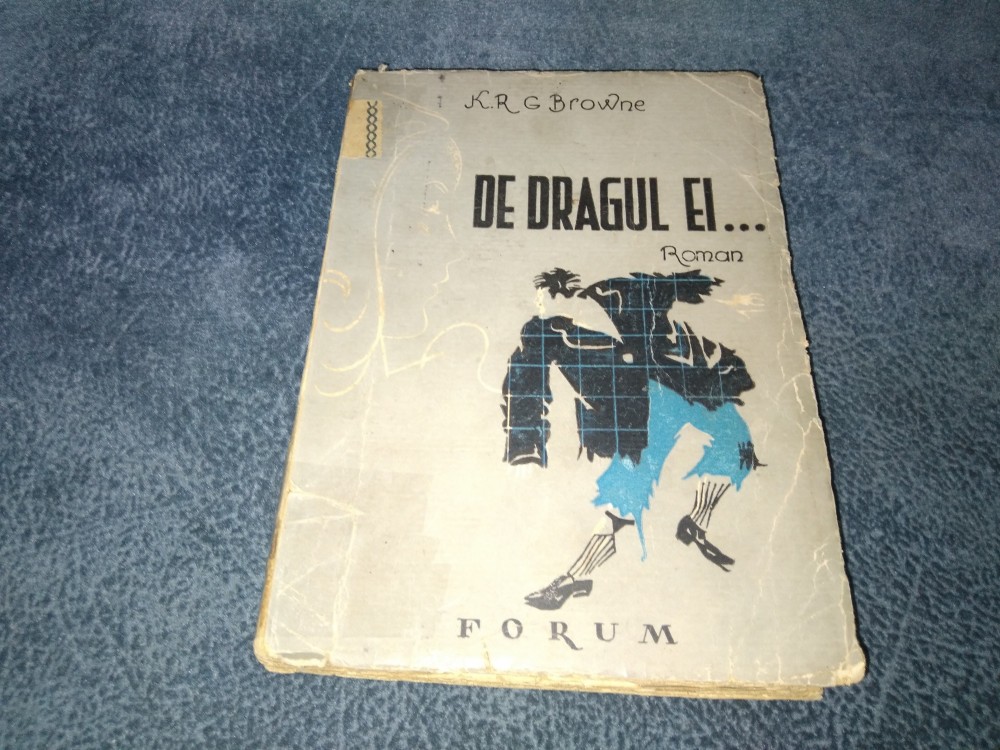 K.R G Browne
DE DRAGUL EI...
Roman
FORUM